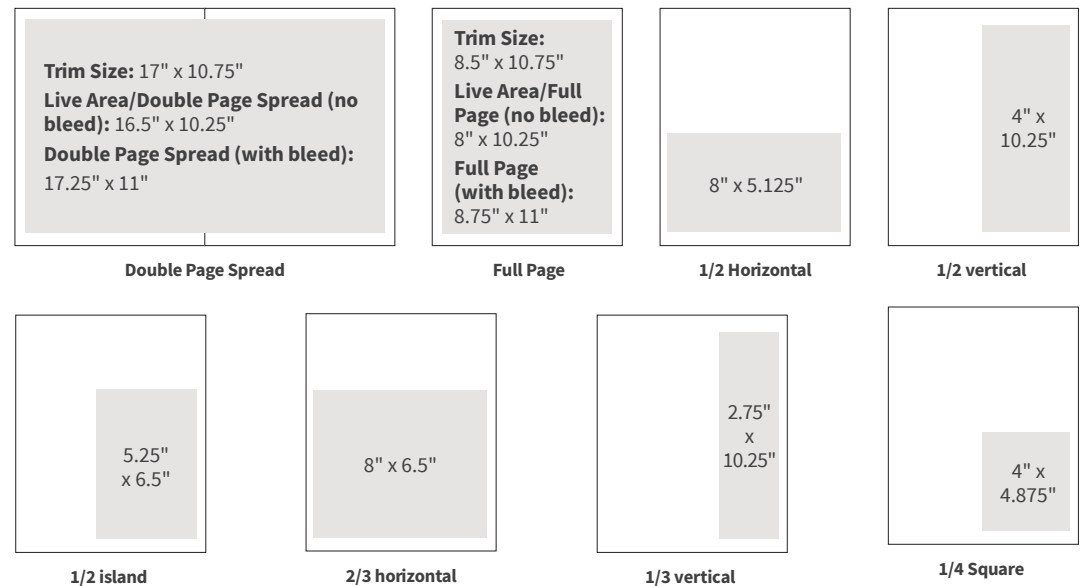 Trim Size: 17" x 10.75"
Live Area/Double Page Spread (no
bleed): 16.5" x 10.25"
Double Page Spread (with bleed):
17.25" x 11"
Double Page Spread
Trim Size:
8.5" x 10.75"
Live Area/Full
Page (no bleed):
8" x 10.25"
Full Page
(with bleed):
8.75" x 11"
Full Page
8" x 5.125"
1/2 Horizontal
4" x
10.25"
1/2 vertical
5.25"
x 6.5"
1/2 island
8" x 6.5"
2/3 horizontal
2.75"
x
10.25"
1/3 vertical
4" x
4.875"
1/4 Square